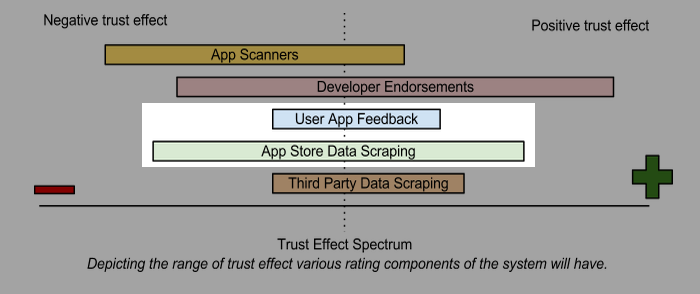 Negative trust effect
Positive trust effect
App Scanners
Developer Endorsements
User App Feedback
App Store Data Scraping
Third Party Data Scraping
Trust Effect Spectrum
Depicting the range of trust effect various rating components of the system will have.